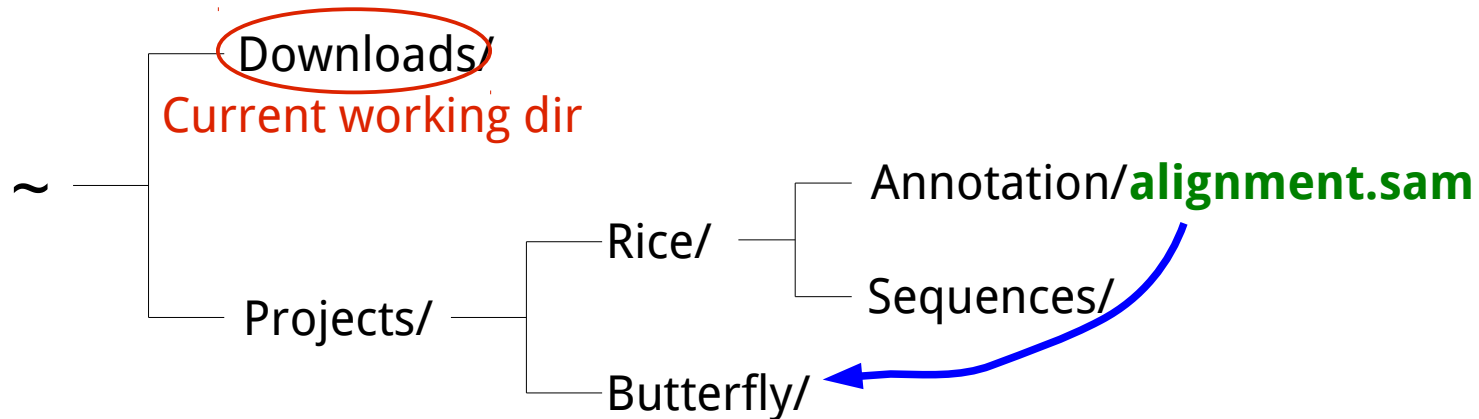 Downloads/
Current working dir
~
Annotation/alignment.sam
Rice/
Sequences/
Projects/
Butterfly/